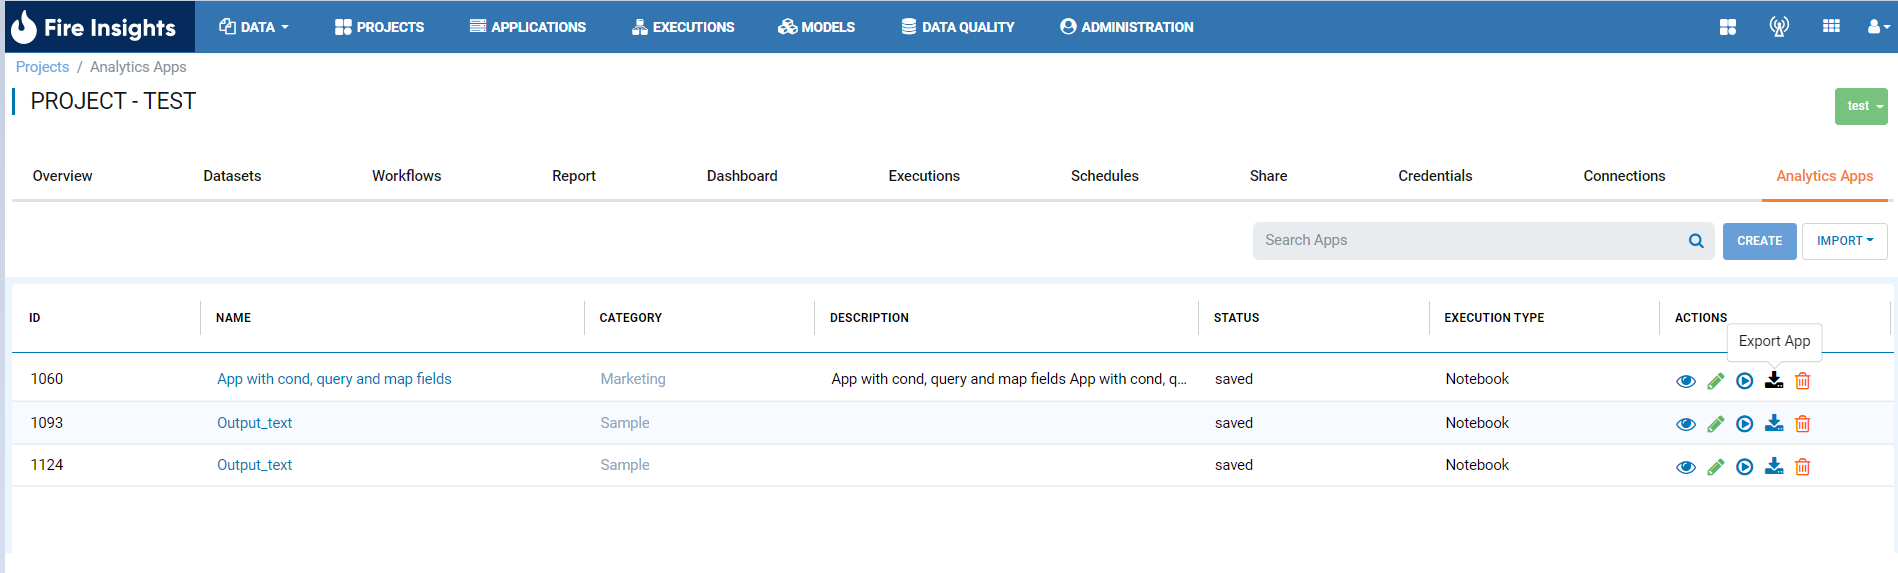 Fire Insights DATA PROJECTS APPLICATIONS EXECUTIONS MODELS DATA QUALITY ADMINISTRATION
Projects / Analytics Apps
PROJECT - TEST
test
Overview Datasets Workflows Report Dashboard Executions Schedules Share Credentials Connections Analytics Apps
Search Apps CREATE IMPORT
ID NAME CATEGORY DESCRIPTION STATUS EXECUTION TYPE ACTIONS
Export App
1060 App with cond, query and map fields Marketing App with cond, query and map fields App with cond, q... saved Notebook
1093 Output_text Sample saved Notebook
1124 Output_text Sample saved Notebook